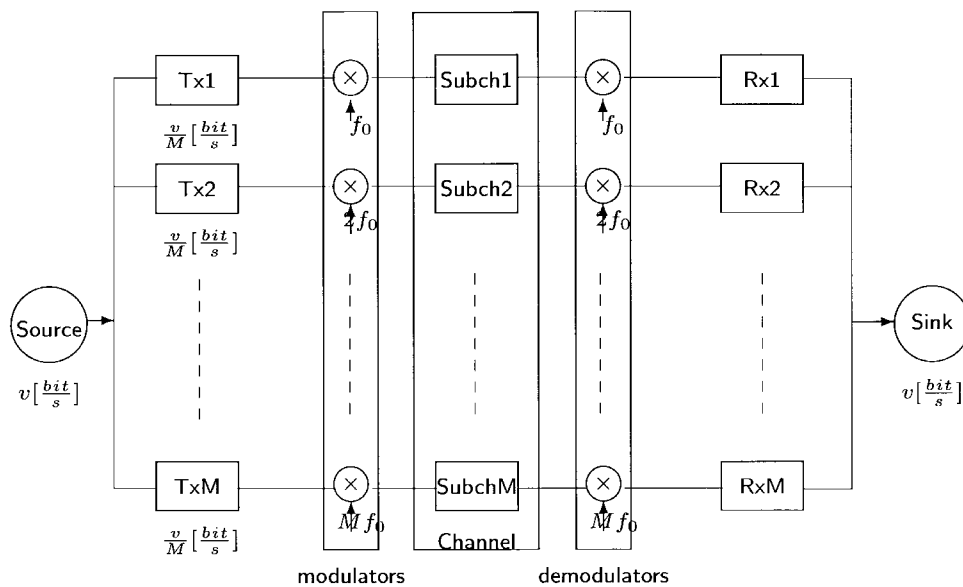 Tx1 × Subch1 × Rx1
v/M[bit/s] f₀ f₀
Tx2 × Subch2 × Rx2
v/M[bit/s] 2f₀ 2f₀
Source Sink
v[bit/s] v[bit/s]
TxM × SubchM × RxM
v/M[bit/s] Mf₀ Mf₀
Channel
modulators demodulators